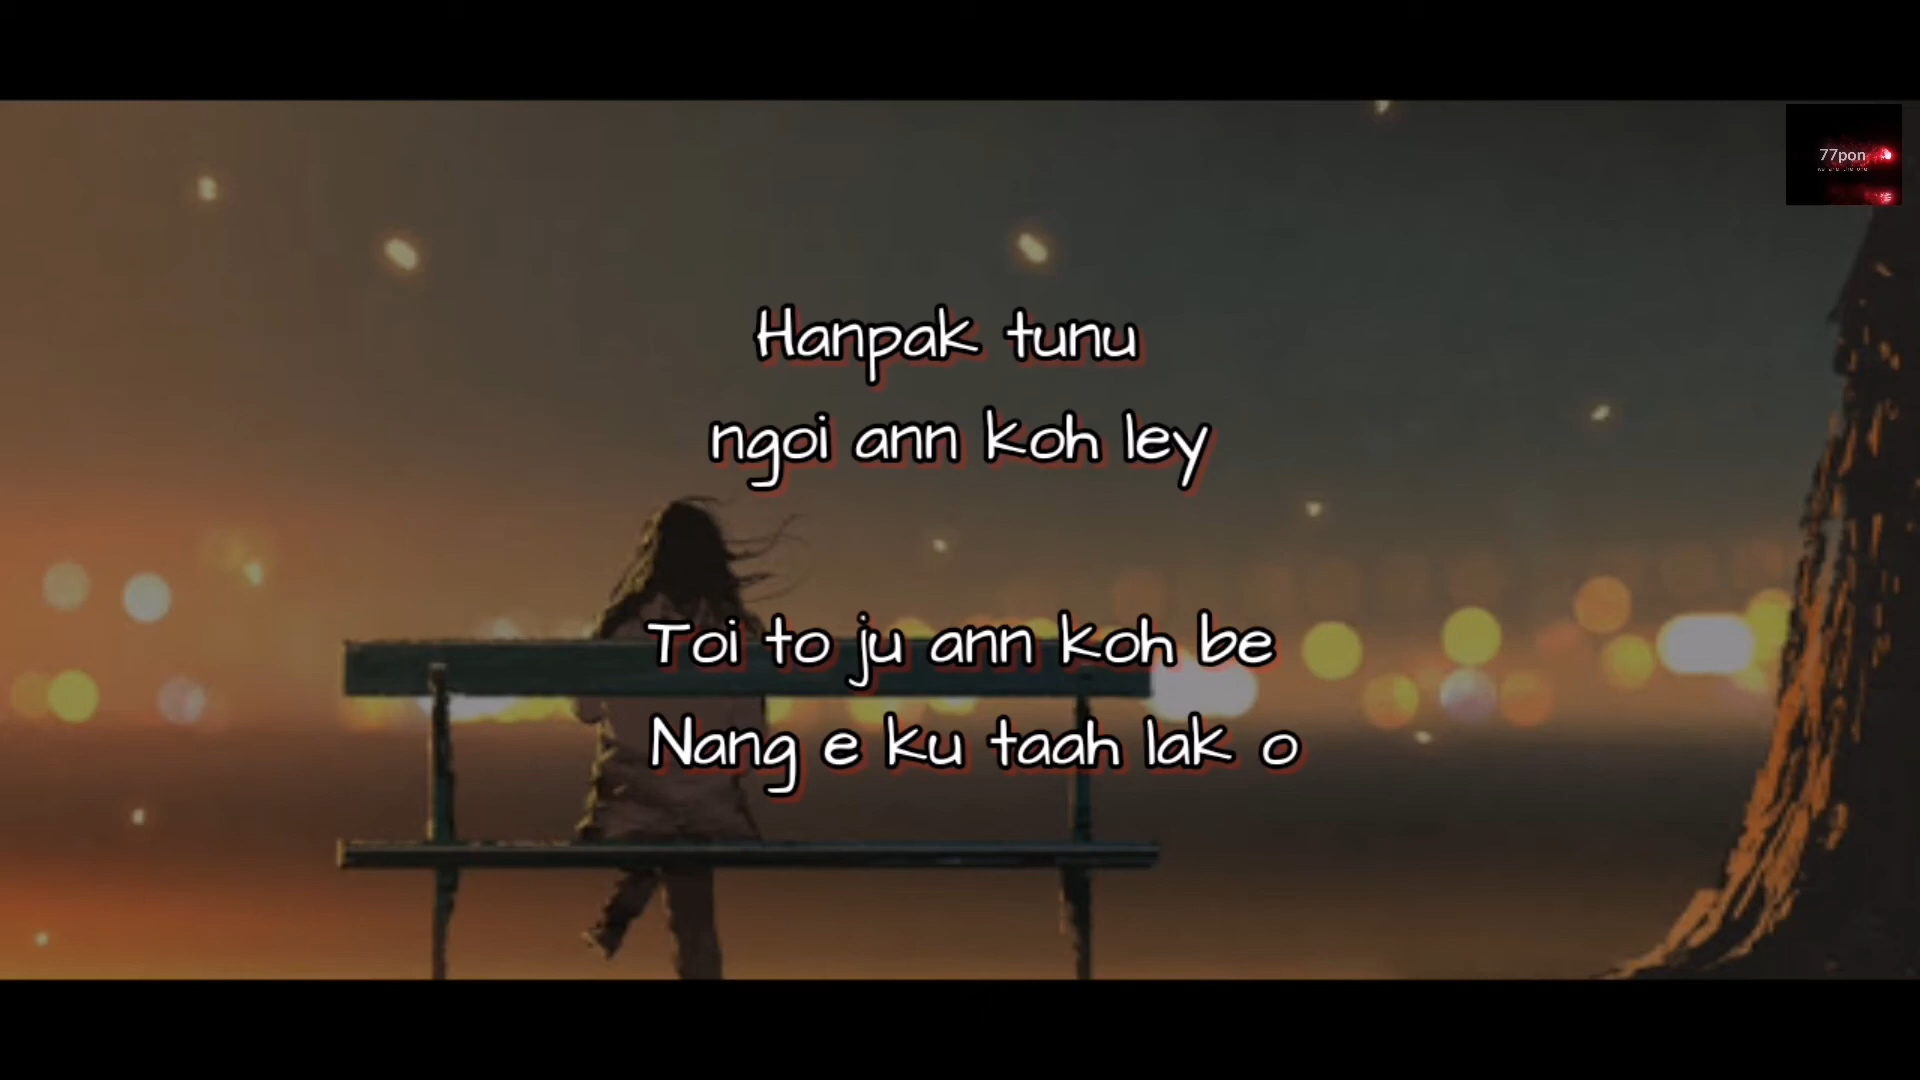 77pon
Hanpak tunu
ngoi ann koh ley
Toi to ju ann koh be
Nang e ku taah lak o